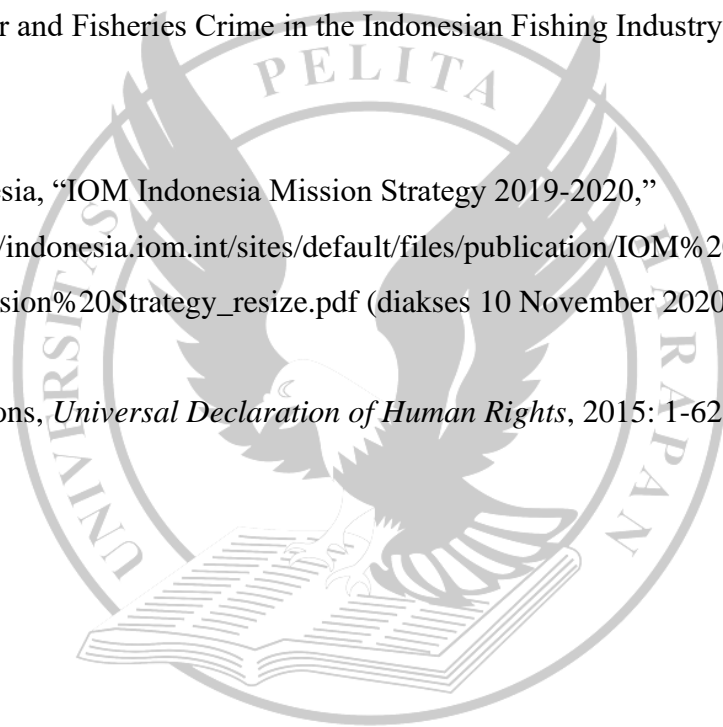 r and Fisheries Crime in the Indonesian Fishing Industry
esia, “IOM Indonesia Mission Strategy 2019-2020,”
/indonesia.iom.int/sites/default/files/publication/IOM%2
sion%20Strategy_resize.pdf (diakses 10 November 2020
ons, Universal Declaration of Human Rights, 2015: 1-62
UNIVERSITAS PELITA HARAPAN